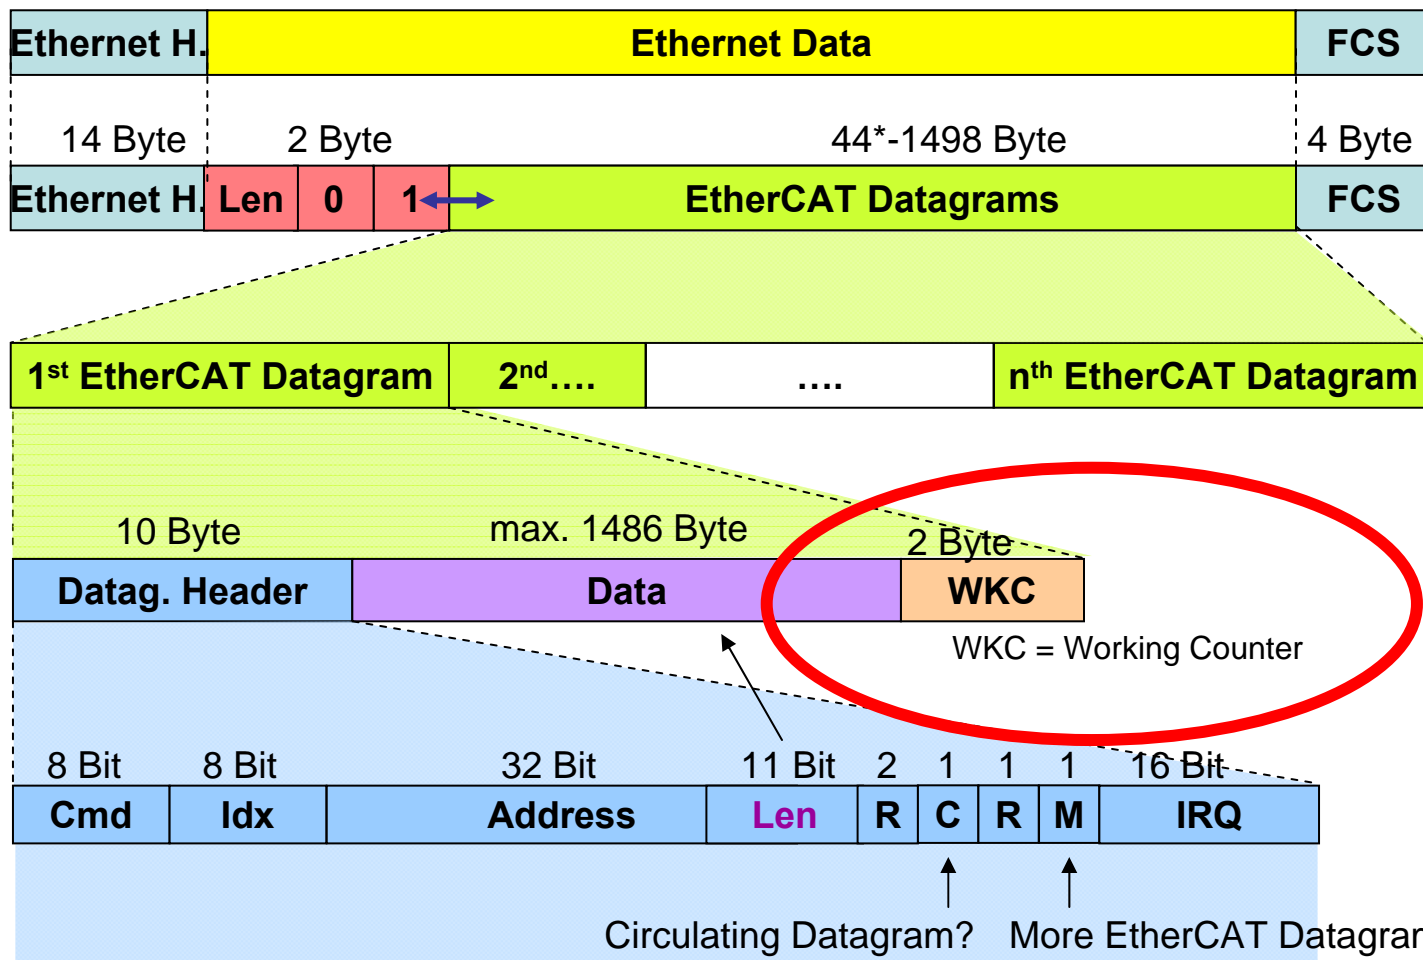 Ethernet H. Ethernet Data FCS
14 Byte 2 Byte 44*-1498 Byte 4 Byte
Ethernet H. Len 0 1 EtherCAT Datagrams FCS
1st EtherCAT Datagram 2nd…. …. nth EtherCAT Datagram
10 Byte max. 1486 Byte 2 Byte
Datag. Header Data WKC
WKC = Working Counter
8 Bit 8 Bit 32 Bit 11 Bit 2 1 1 1 16 Bit
Cmd Idx Address Len R C R M IRQ
Circulating Datagram? More EtherCAT Datagram